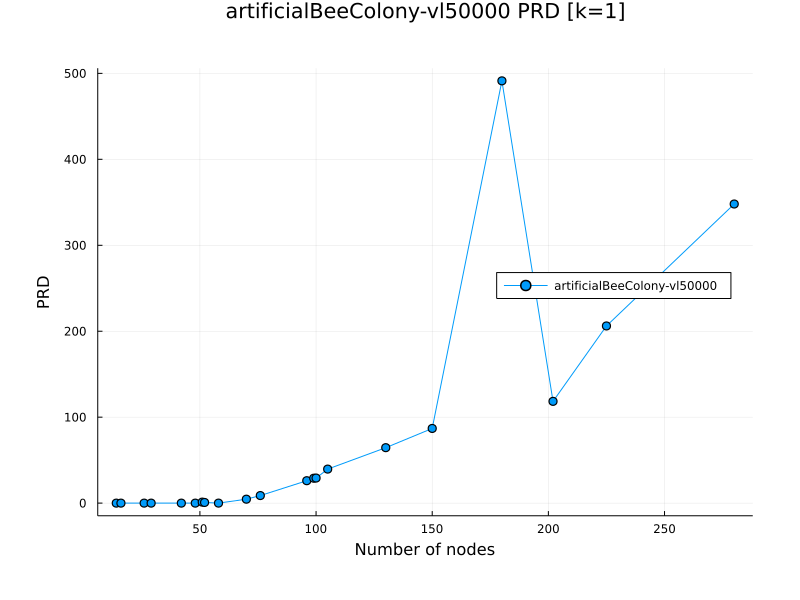 artificialBeeColony-vl50000 PRD [k=1]
500
400
300
200
100
0
PRD
artificialBeeColony-vl50000
50
100
150
200
250
Number of nodes